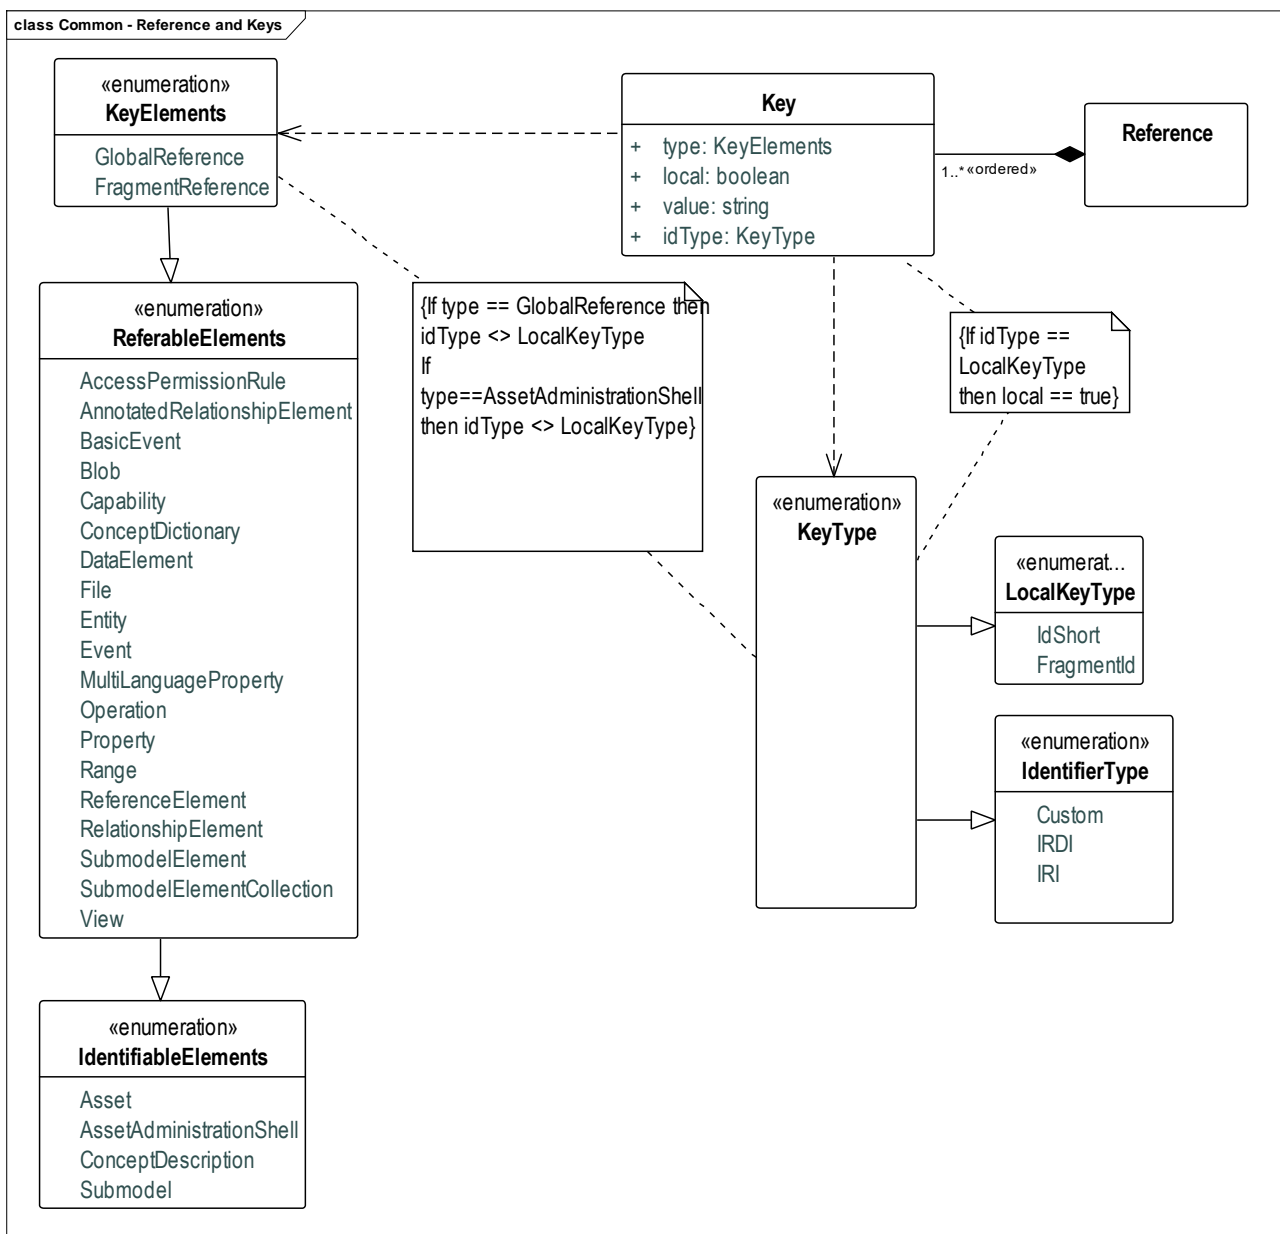 class Common - Reference and Keys
«enumeration»
KeyElements
GlobalReference
FragmentReference
Key
+ type: KeyElements
+ local: boolean
+ value: string
+ idType: KeyType
Reference
1..* «ordered»
«enumeration»
ReferableElements
AccessPermissionRule
AnnotatedRelationshipElement
BasicEvent
Blob
Capability
ConceptDictionary
DataElement
File
Entity
Event
MultiLanguageProperty
Operation
Property
Range
ReferenceElement
RelationshipElement
SubmodelElement
SubmodelElementCollection
View
{If type == GlobalReference then
idType <> LocalKeyType
If
type==AssetAdministrationShell
then idType <> LocalKeyType}
{If idType ==
LocalKeyType
then local == true}
«enumeration»
KeyType
«enumerat...
LocalKeyType
IdShort
FragmentId
«enumeration»
IdentifierType
Custom
IRDI
IRI
«enumeration»
IdentifiableElements
Asset
AssetAdministrationShell
ConceptDescription
Submodel